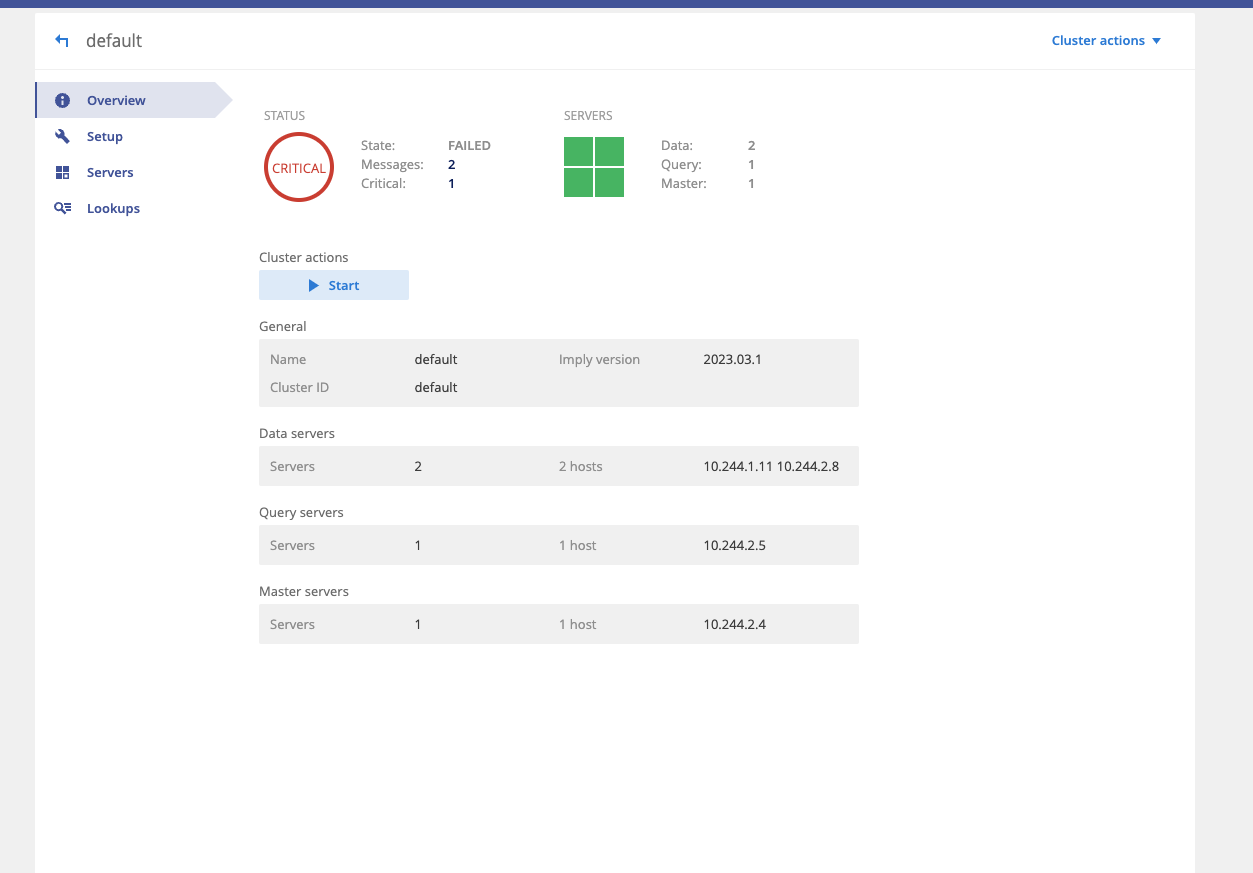 default
Cluster actions
Overview
Setup
Servers
Lookups
STATUS
CRITICAL
State: FAILED
Messages: 2
Critical: 1
SERVERS
Data: 2
Query: 1
Master: 1
Cluster actions
Start
General
Name default Imply version 2023.03.1
Cluster ID default
Data servers
Servers 2 2 hosts 10.244.1.11 10.244.2.8
Query servers
Servers 1 1 host 10.244.2.5
Master servers
Servers 1 1 host 10.244.2.4